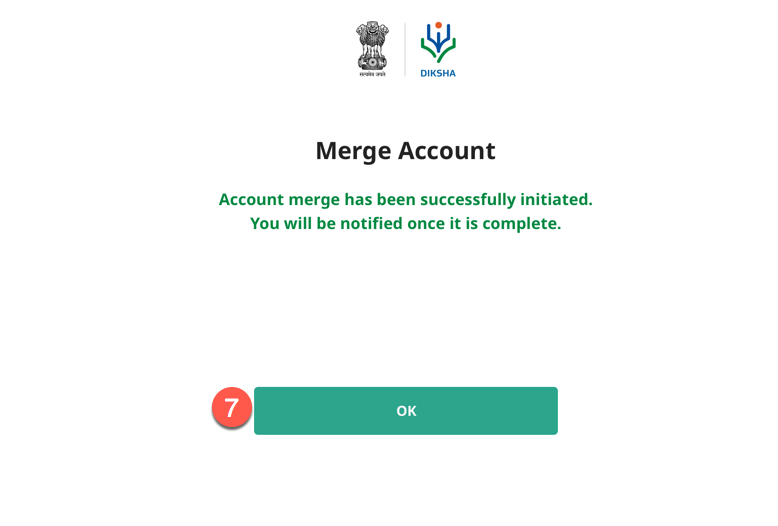 सत्यमेव जयते
DIKSHA
Merge Account
Account merge has been successfully initiated.
You will be notified once it is complete.
7
OK